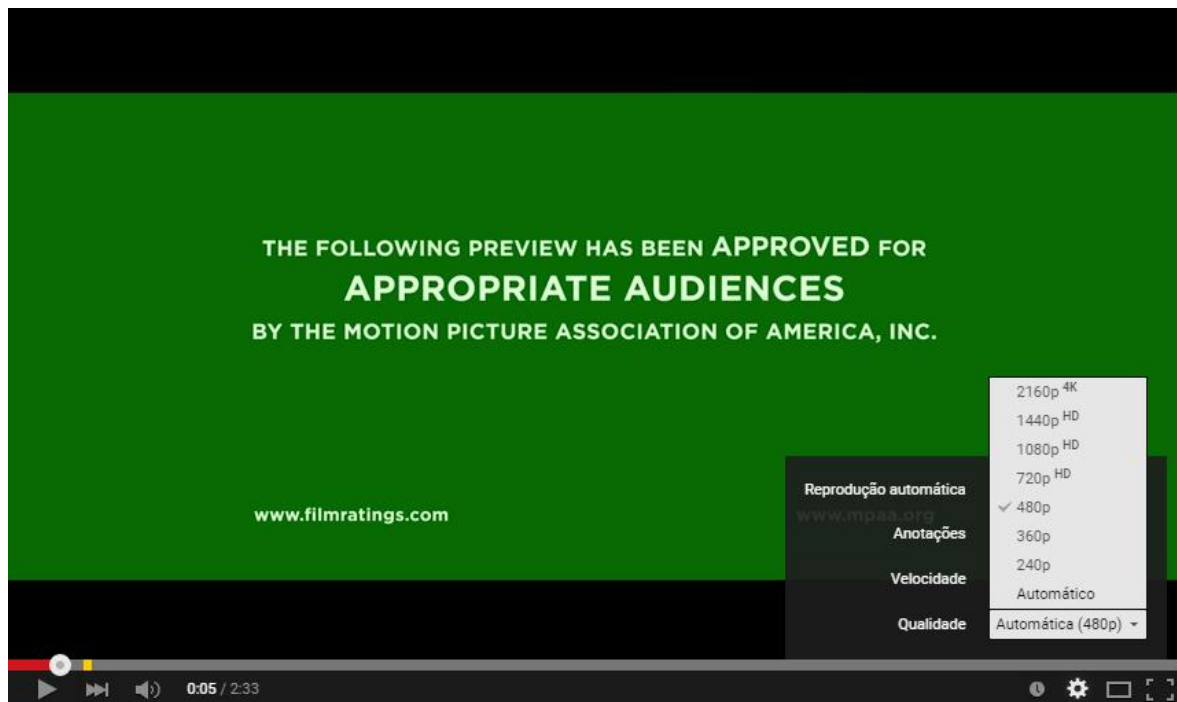 THE FOLLOWING PREVIEW HAS BEEN APPROVED FOR
APPROPRIATE AUDIENCES
BY THE MOTION PICTURE ASSOCIATION OF AMERICA, INC.
www.filmratings.com
www.mpaa.org
2160p 4K
1440p HD
1080p HD
720p HD
480p
360p
240p
Automático
Reprodução automática
Anotações
Velocidade
Qualidade
Automática (480p)
0:05 / 2:33